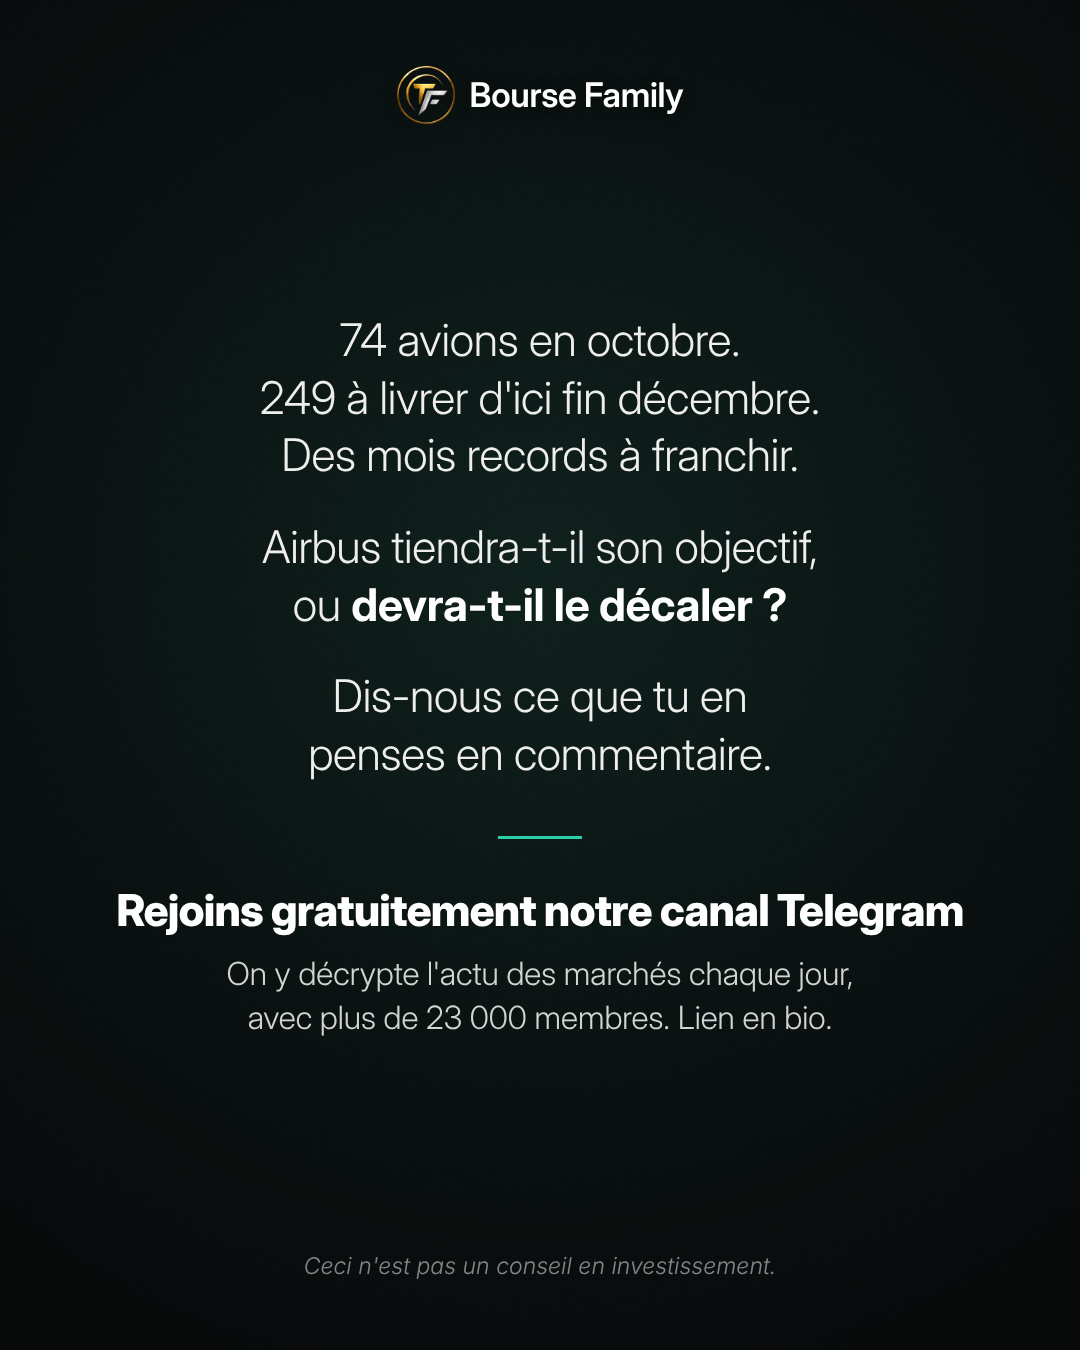 TF Bourse Family
74 avions en octobre.
249 à livrer d'ici fin décembre.
Des mois records à franchir.
Airbus tiendra-t-il son objectif,
ou devra-t-il le décaler ?
Dis-nous ce que tu en
penses en commentaire.
Rejoins gratuitement notre canal Telegram
On y décrypte l'actu des marchés chaque jour,
avec plus de 23 000 membres. Lien en bio.
Ceci n'est pas un conseil en investissement.